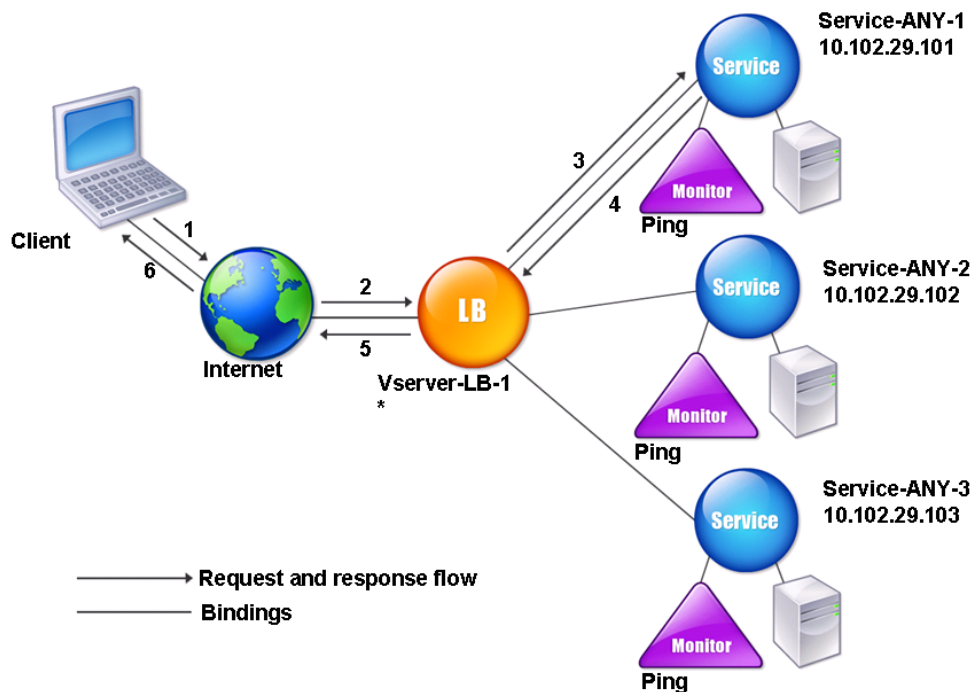 Service-ANY-1
10.102.29.101
Service
3
4
Monitor
Ping
Client
1
6
2
LB
5
Internet
Vserver-LB-1
*
Service-ANY-2
10.102.29.102
Service
Monitor
Ping
Service-ANY-3
10.102.29.103
Service
Monitor
Ping
Request and response flow
Bindings